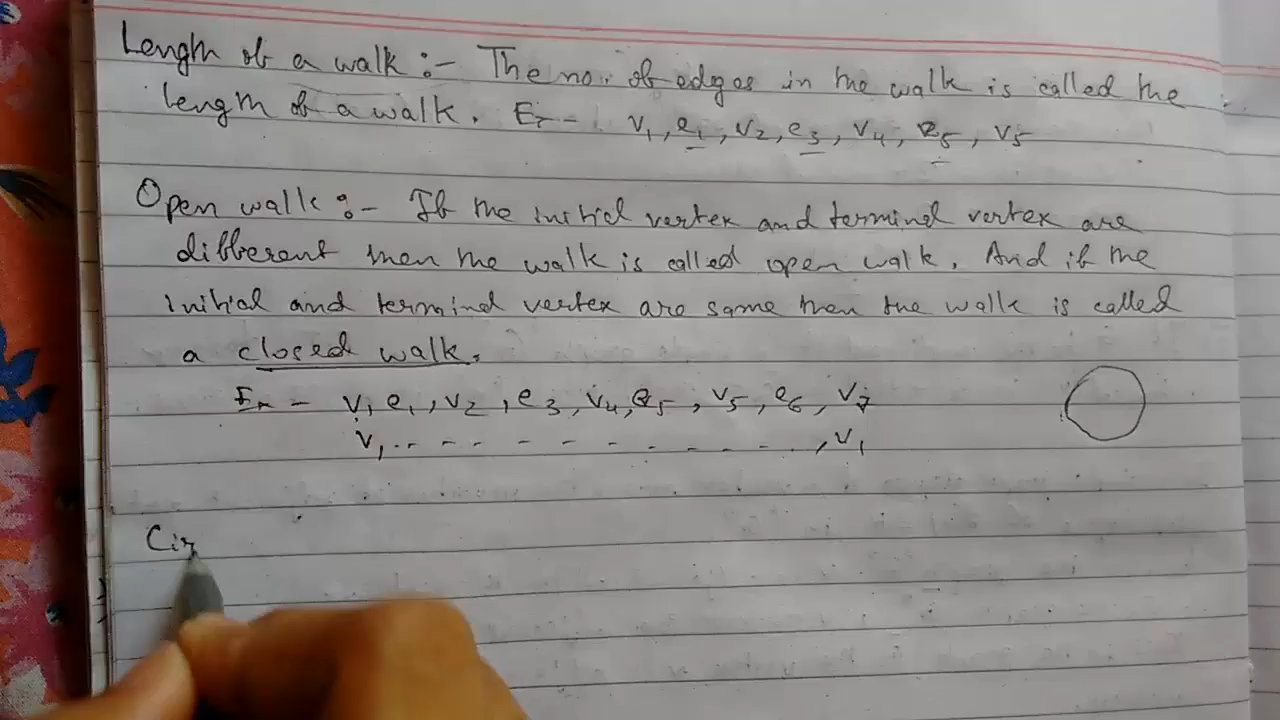 Length of a walk :- The no. of edges in the walk is called the
length of a walk. Ex- v1, e1, v2, e3, v4, e5, v5
Open walk :- If the initial vertex and terminal vertex are
different then the walk is called open walk. And if the
initial and terminal vertex are same then the walk is called
a closed walk.
Ex - v1 e1, v2, e3, v4, e5, v5, e6, v7
v1 .. - - - - - - - - - .., v1
Cir